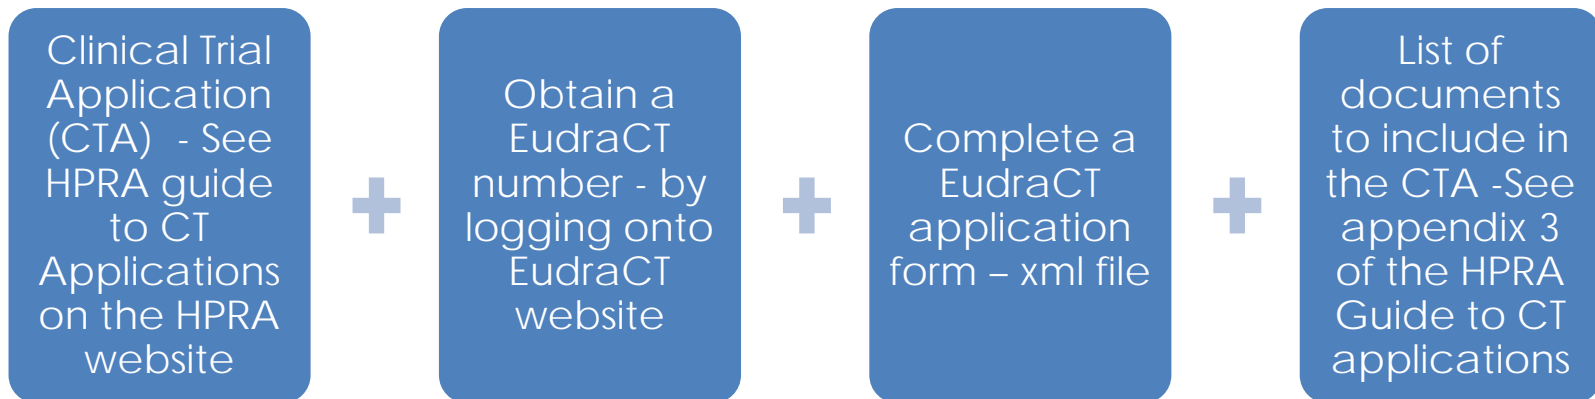 Clinical Trial
Application
(CTA)  - See
HPRA guide
to CT
Applications
on the HPRA
website
Obtain a
EudraCT
number - by
logging onto
EudraCT
website
Complete a
EudraCT
application
form – xml file
List of
documents
to include in
the CTA -See
appendix 3
of the HPRA
Guide to CT
applications